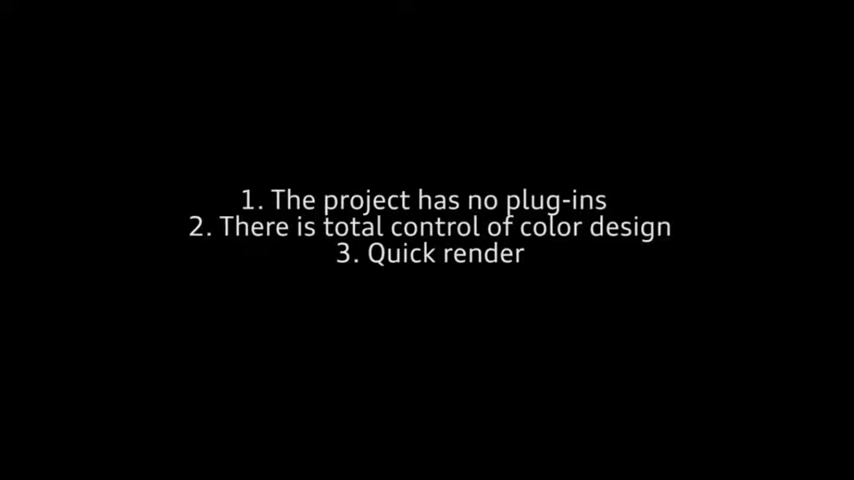 1. The project has no plug-ins
2. There is total control of color design
3. Quick render